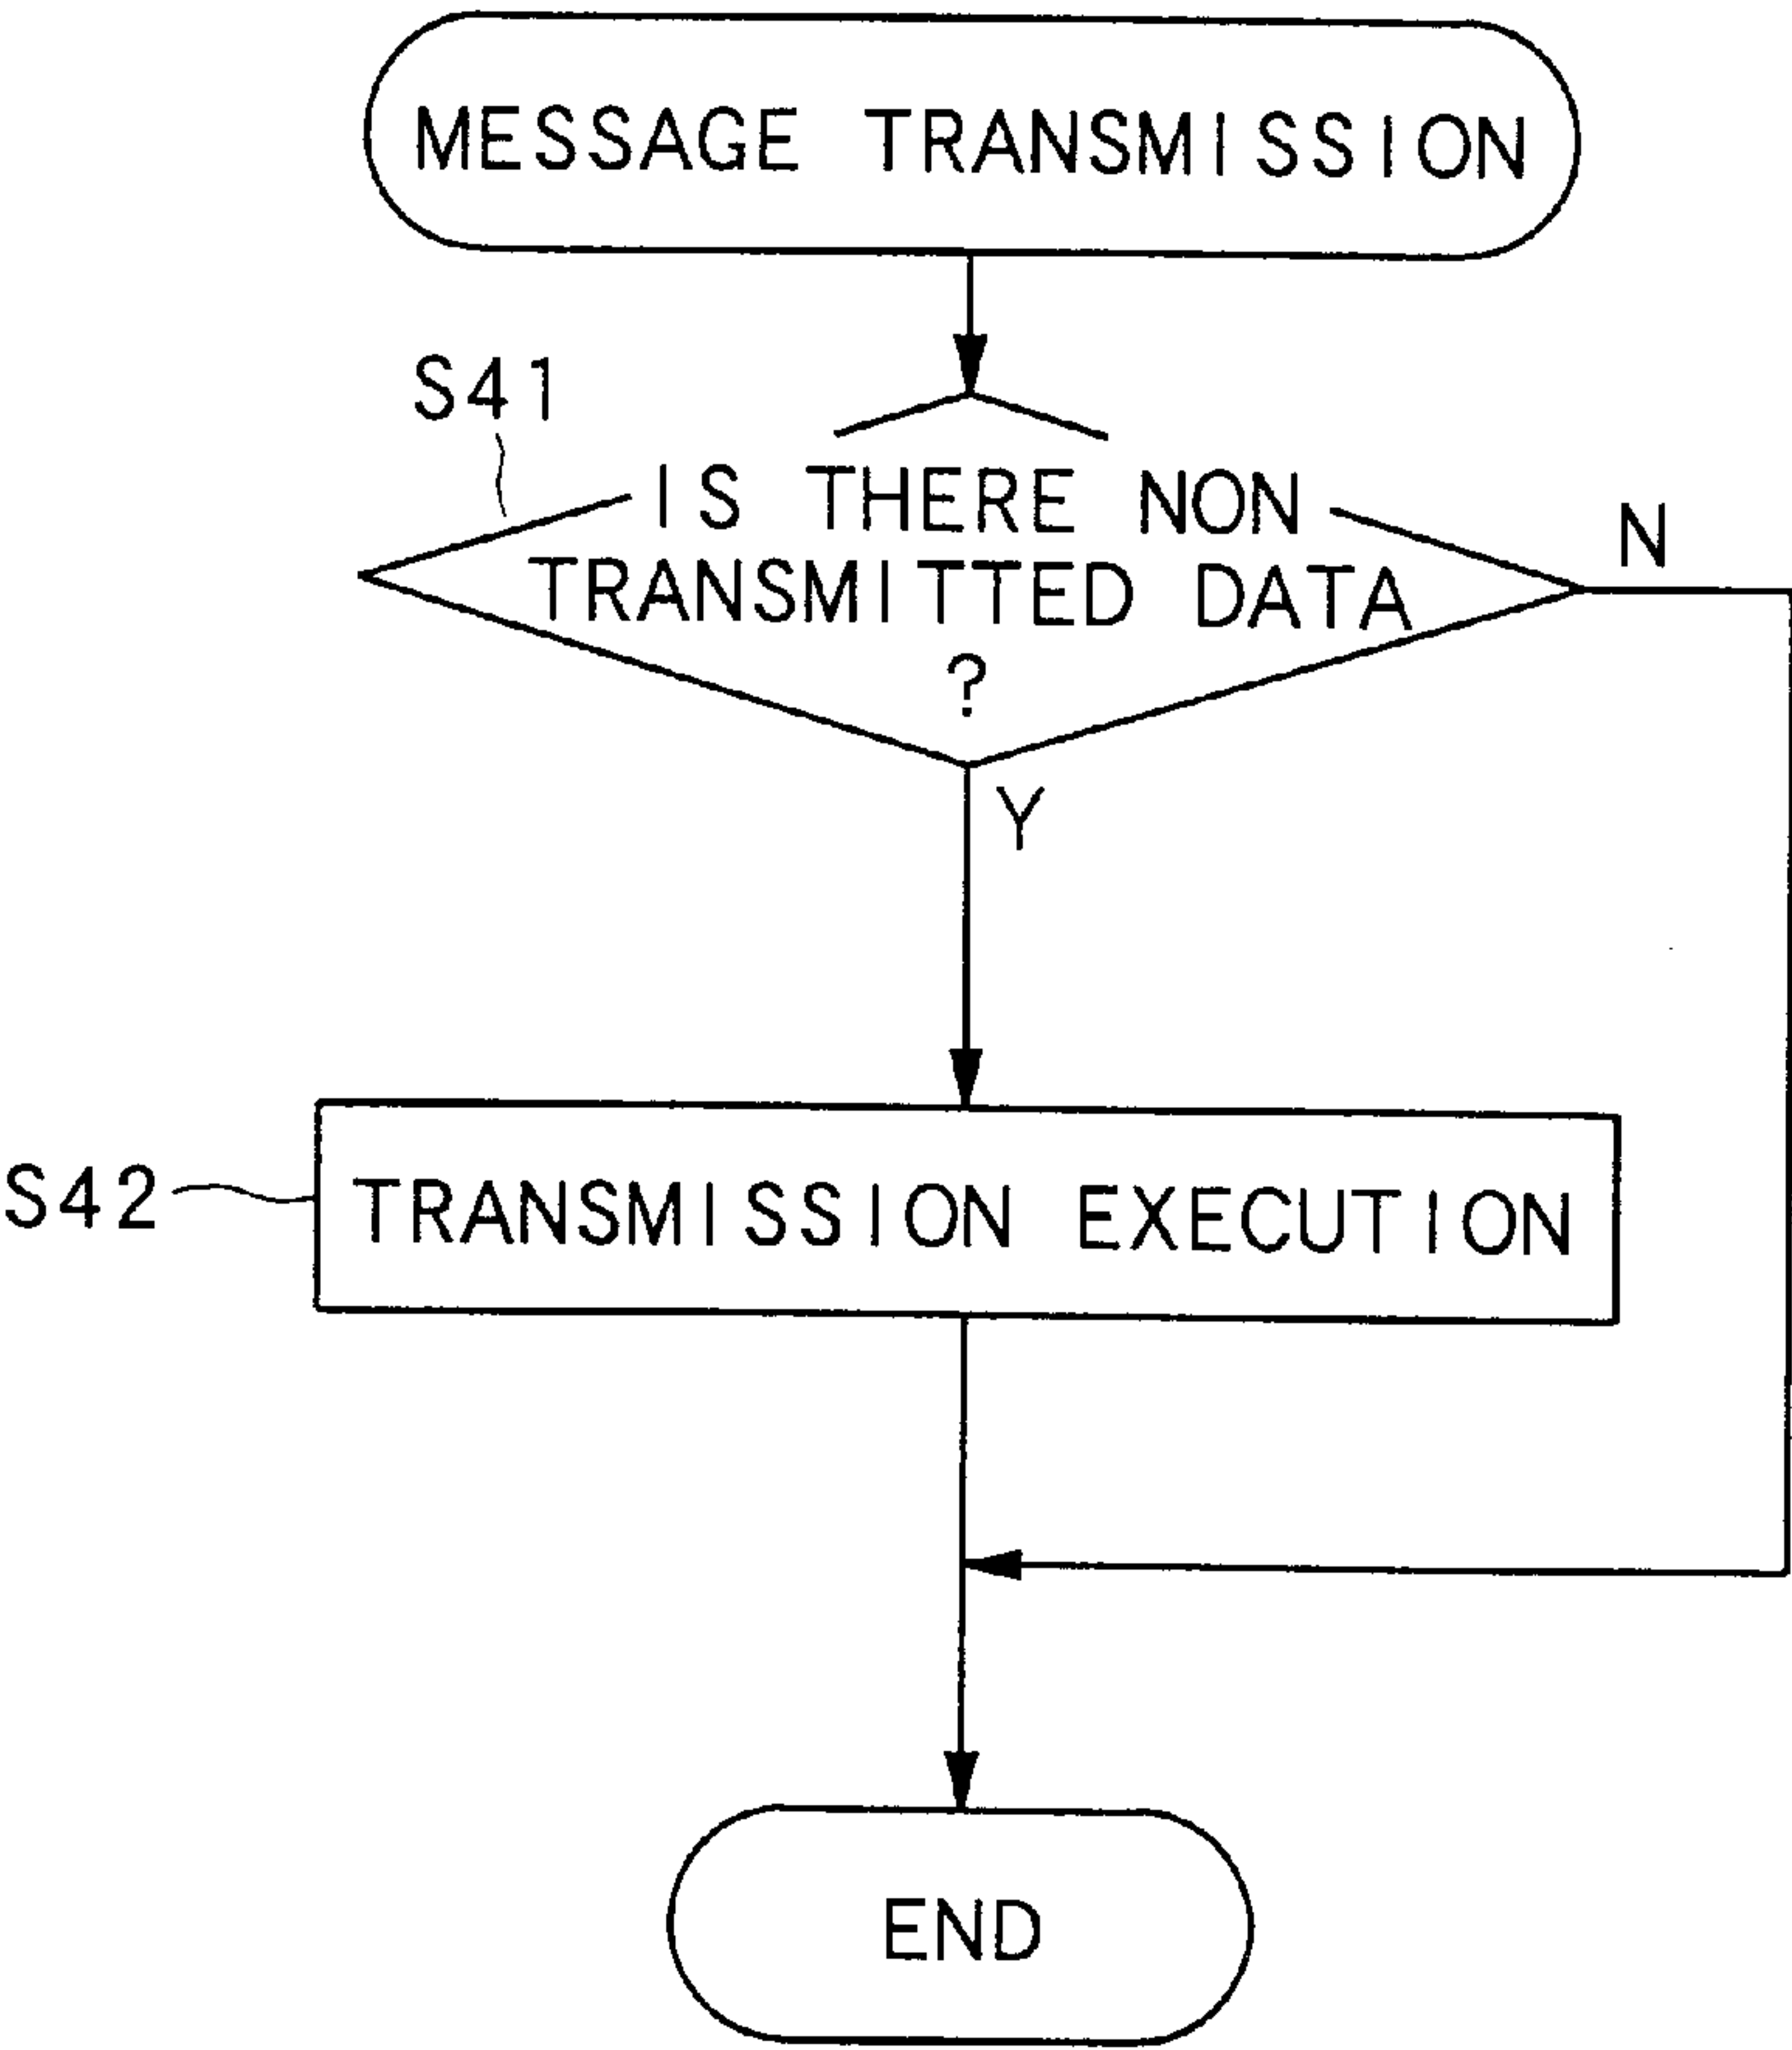 MESSAGE TRANSMISSION
S41
IS THERE NON
TRANSMITTED DATA
?
N
Y
S42
TRANSMISSION EXECUTION
END